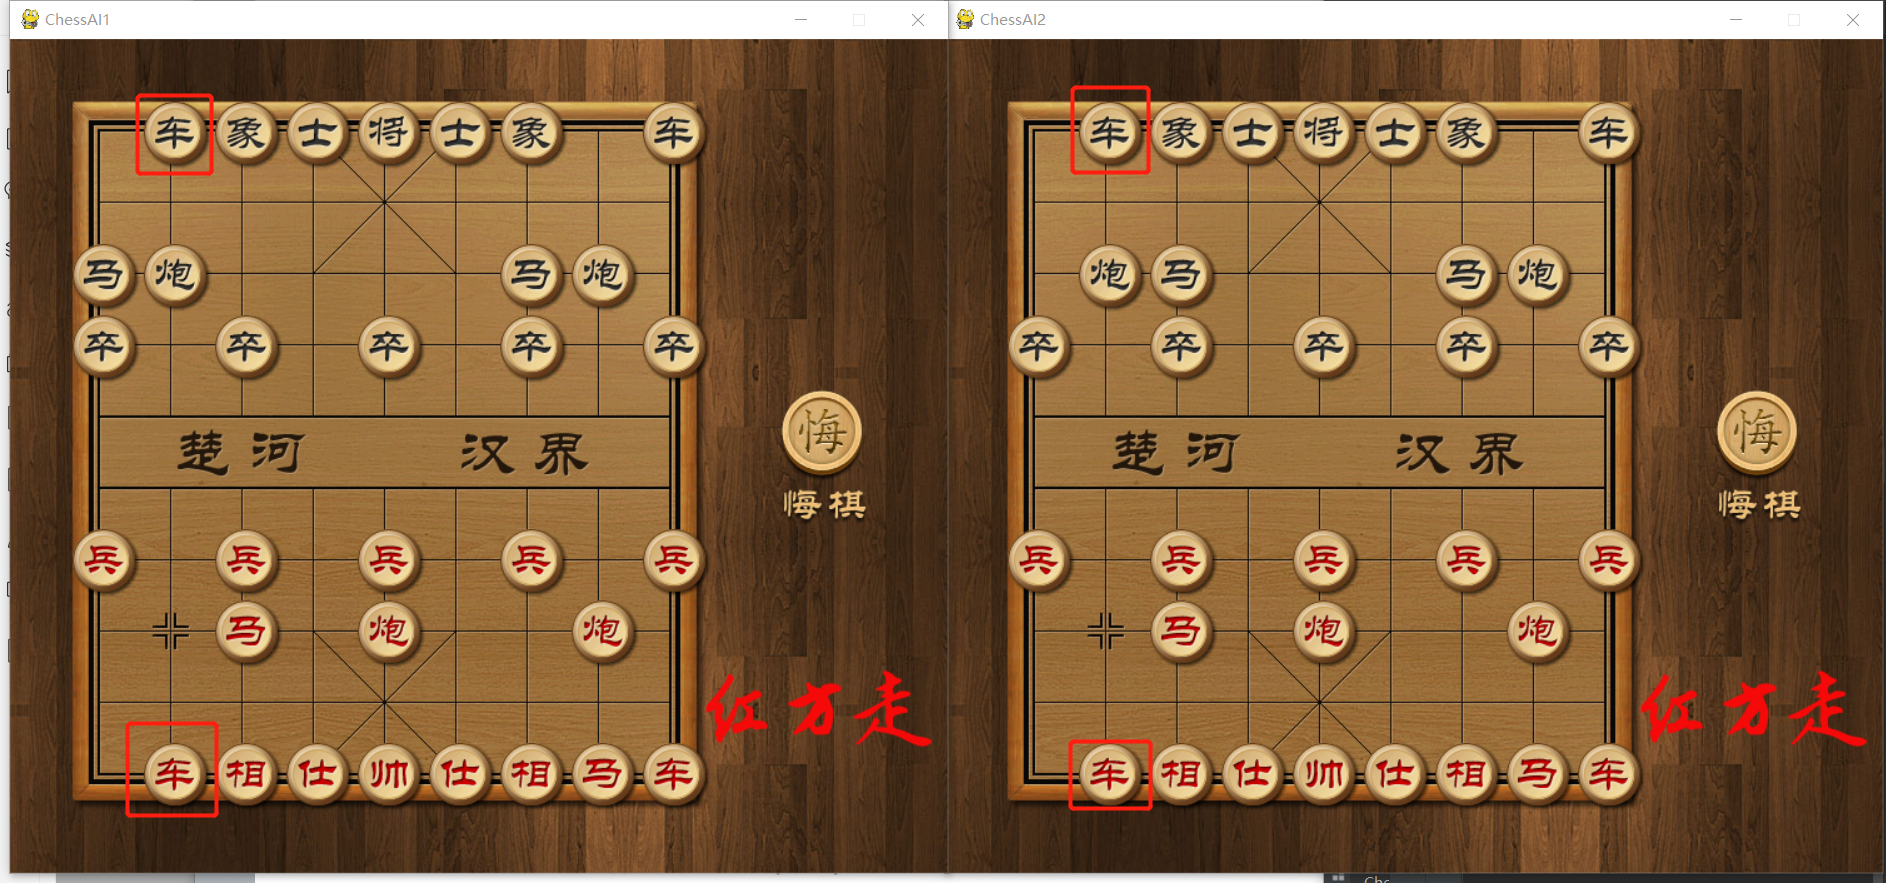 ChessAI1
车象士将士象车
马炮马炮
卒卒卒卒卒
楚河 汉界
悔
悔棋
兵兵兵兵兵
马炮炮
红方走
车相仕帅仕相马车
ChessAI2
车象士将士象车
炮马马炮
卒卒卒卒卒
楚河 汉界
悔
悔棋
兵兵兵兵兵
马炮炮
红方走
车相仕帅仕相马车